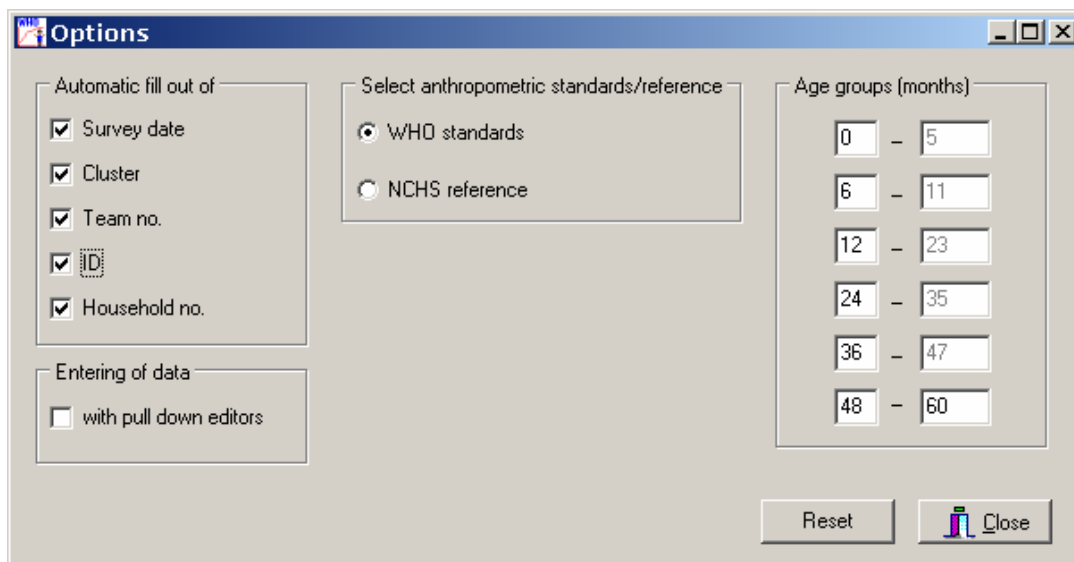 WHO Options
Automatic fill out of
Survey date
Cluster
Team no.
ID
Household no.
Entering of data
with pull down editors
Select anthropometric standards/reference
WHO standards
NCHS reference
Age groups (months)
0 – 5
6 – 11
12 – 23
24 – 35
36 – 47
48 – 60
Reset
Close